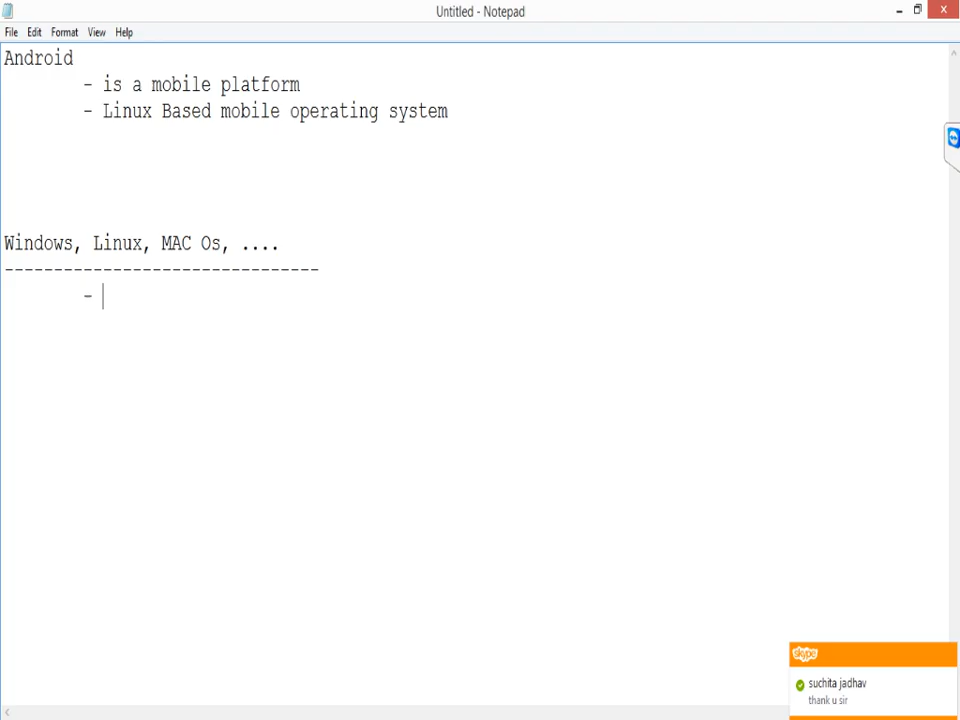 Untitled - Notepad
File Edit Format View Help
Android
- is a mobile platform
- Linux Based mobile operating system
Windows, Linux, MAC Os, ....
--------------------------------
-
skype
suchita jadhav
thank u sir